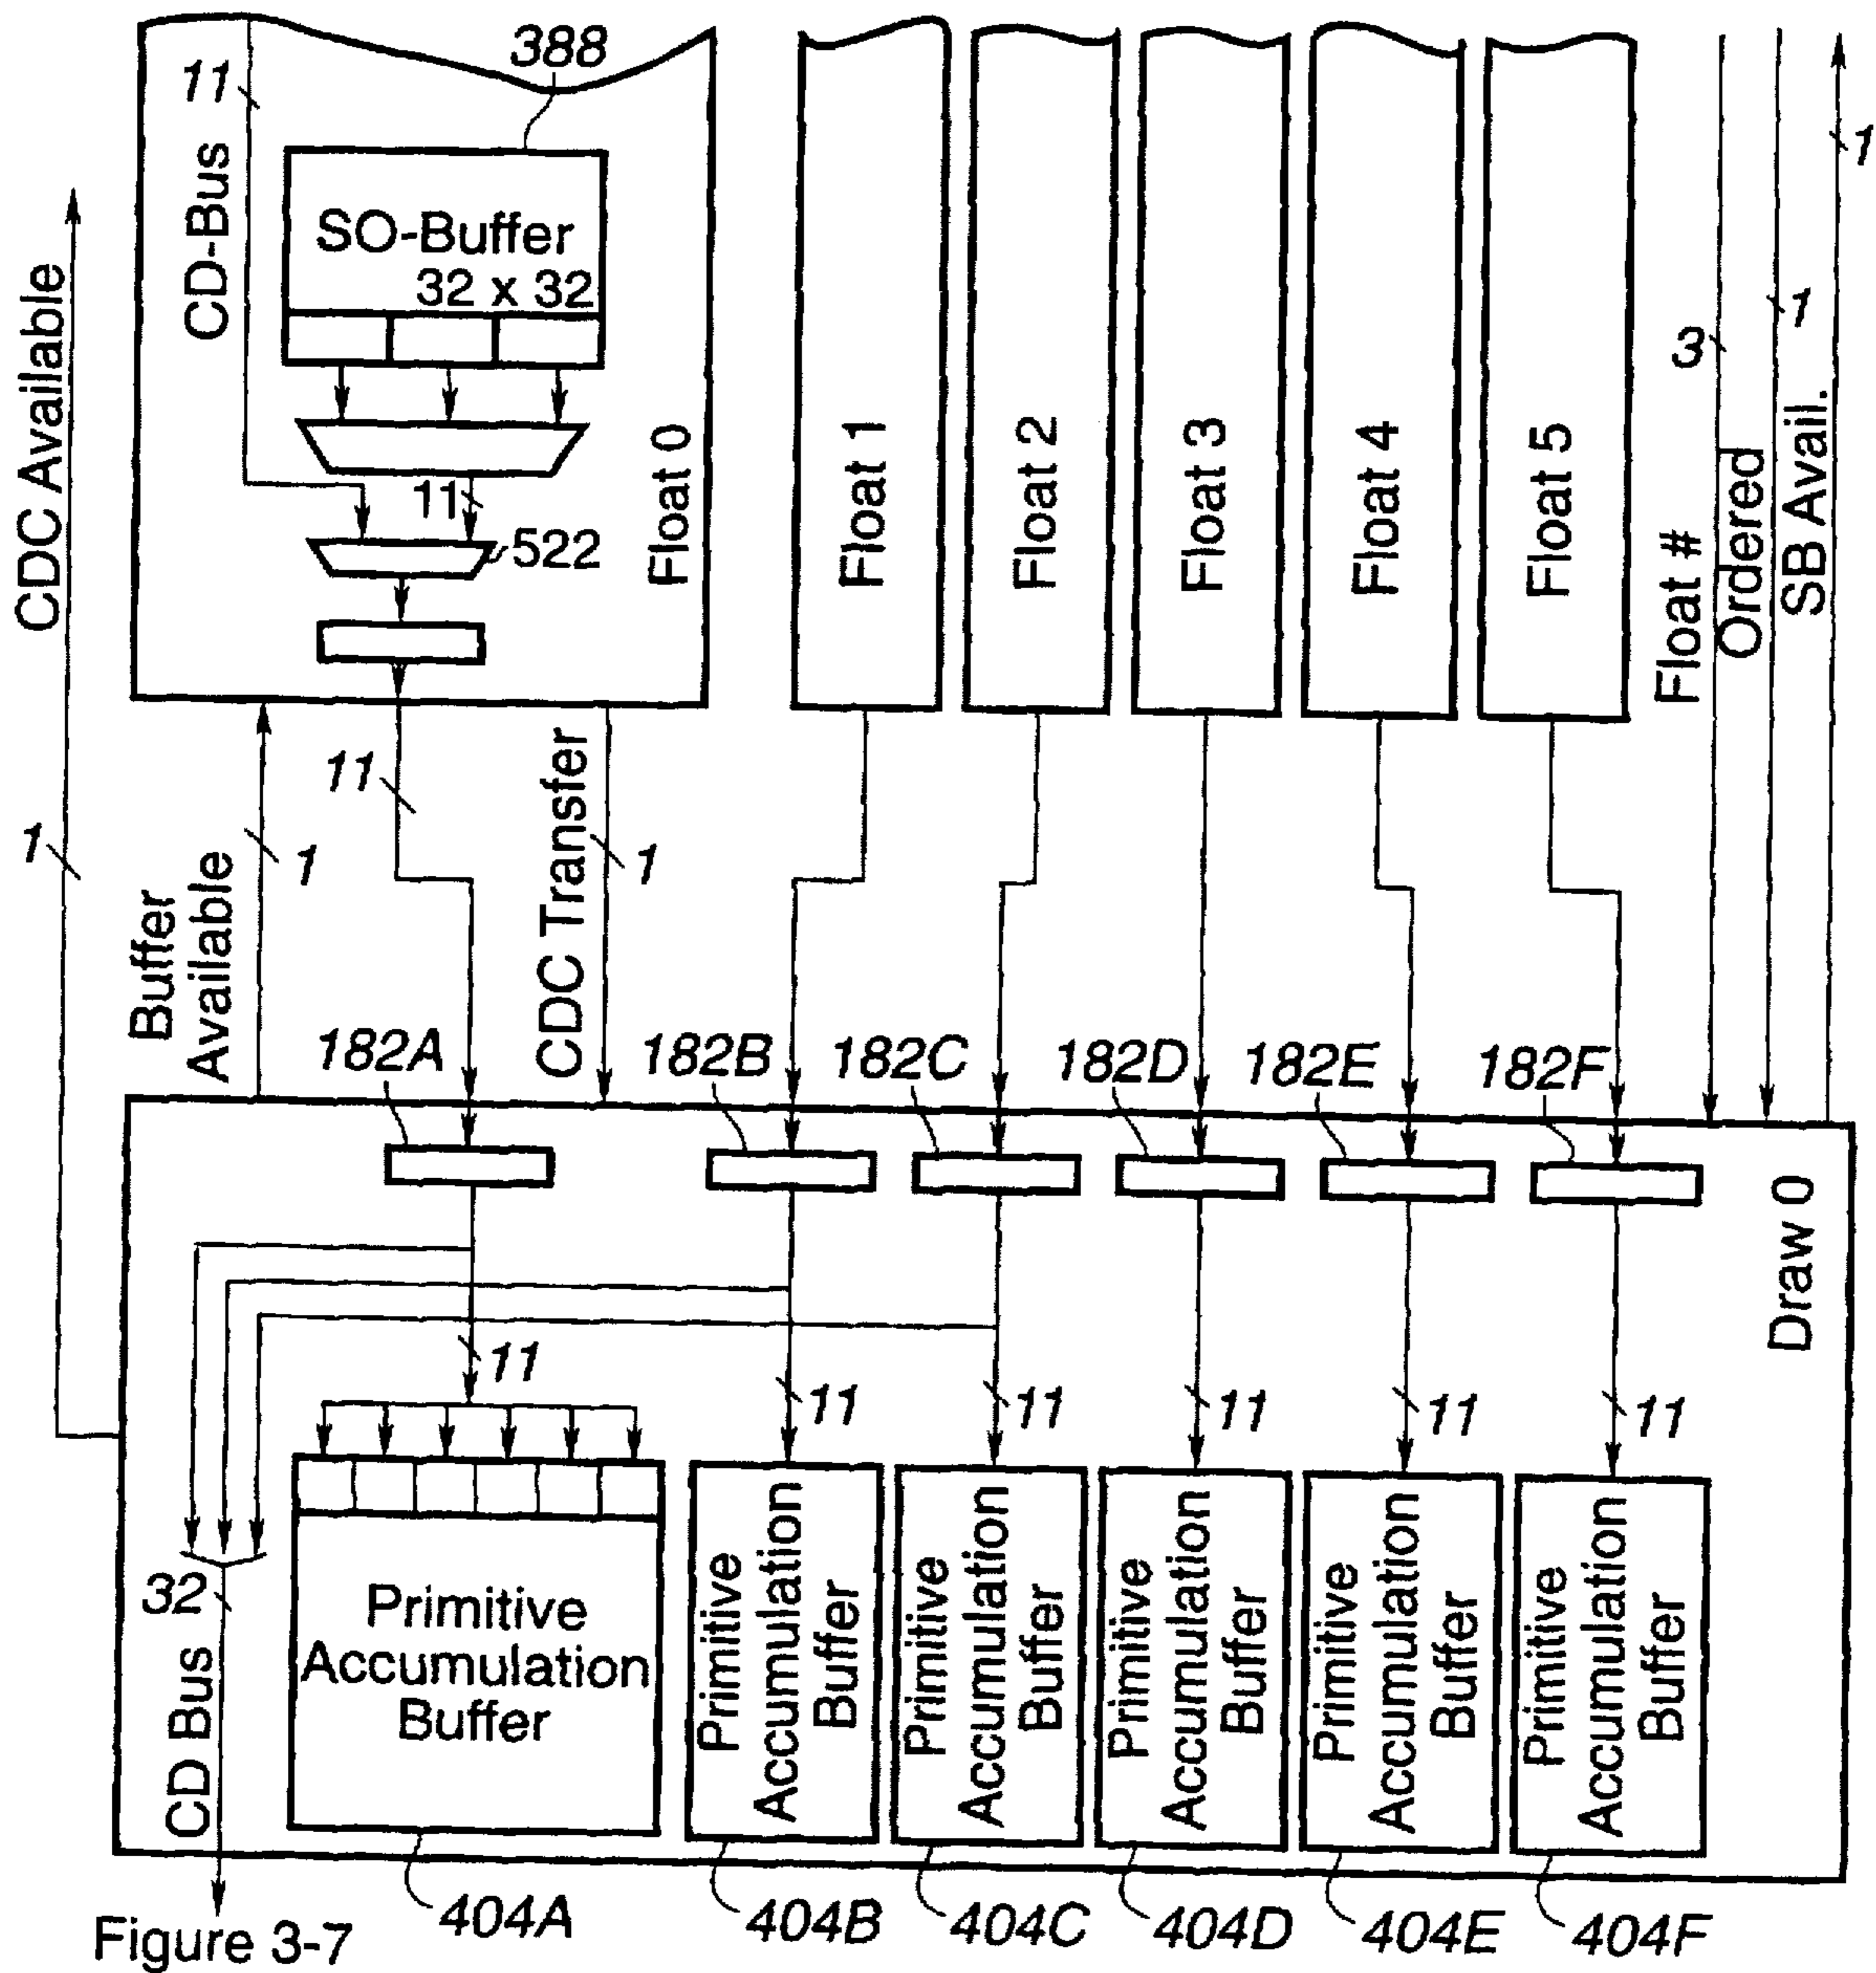 388
11
CD-Bus
SO-Buffer
32 x 32
11
522
Float 0
Float 1
Float 2
Float 3
Float 4
Float 5
3
Float #
Ordered
1
SB Avail.
1
CDC Available
1
Buffer
Available
1
11
CDC Transfer
1
182A
182B
182C
182D
182E
182F
Draw 0
11
11
11
11
11
11
32
CD Bus
Primitive
Accumulation
Buffer
Primitive
Accumulation
Buffer
Primitive
Accumulation
Buffer
Primitive
Accumulation
Buffer
Primitive
Accumulation
Buffer
Primitive
Accumulation
Buffer
404A
404B
404C
404D
404E
404F
Figure 3-7